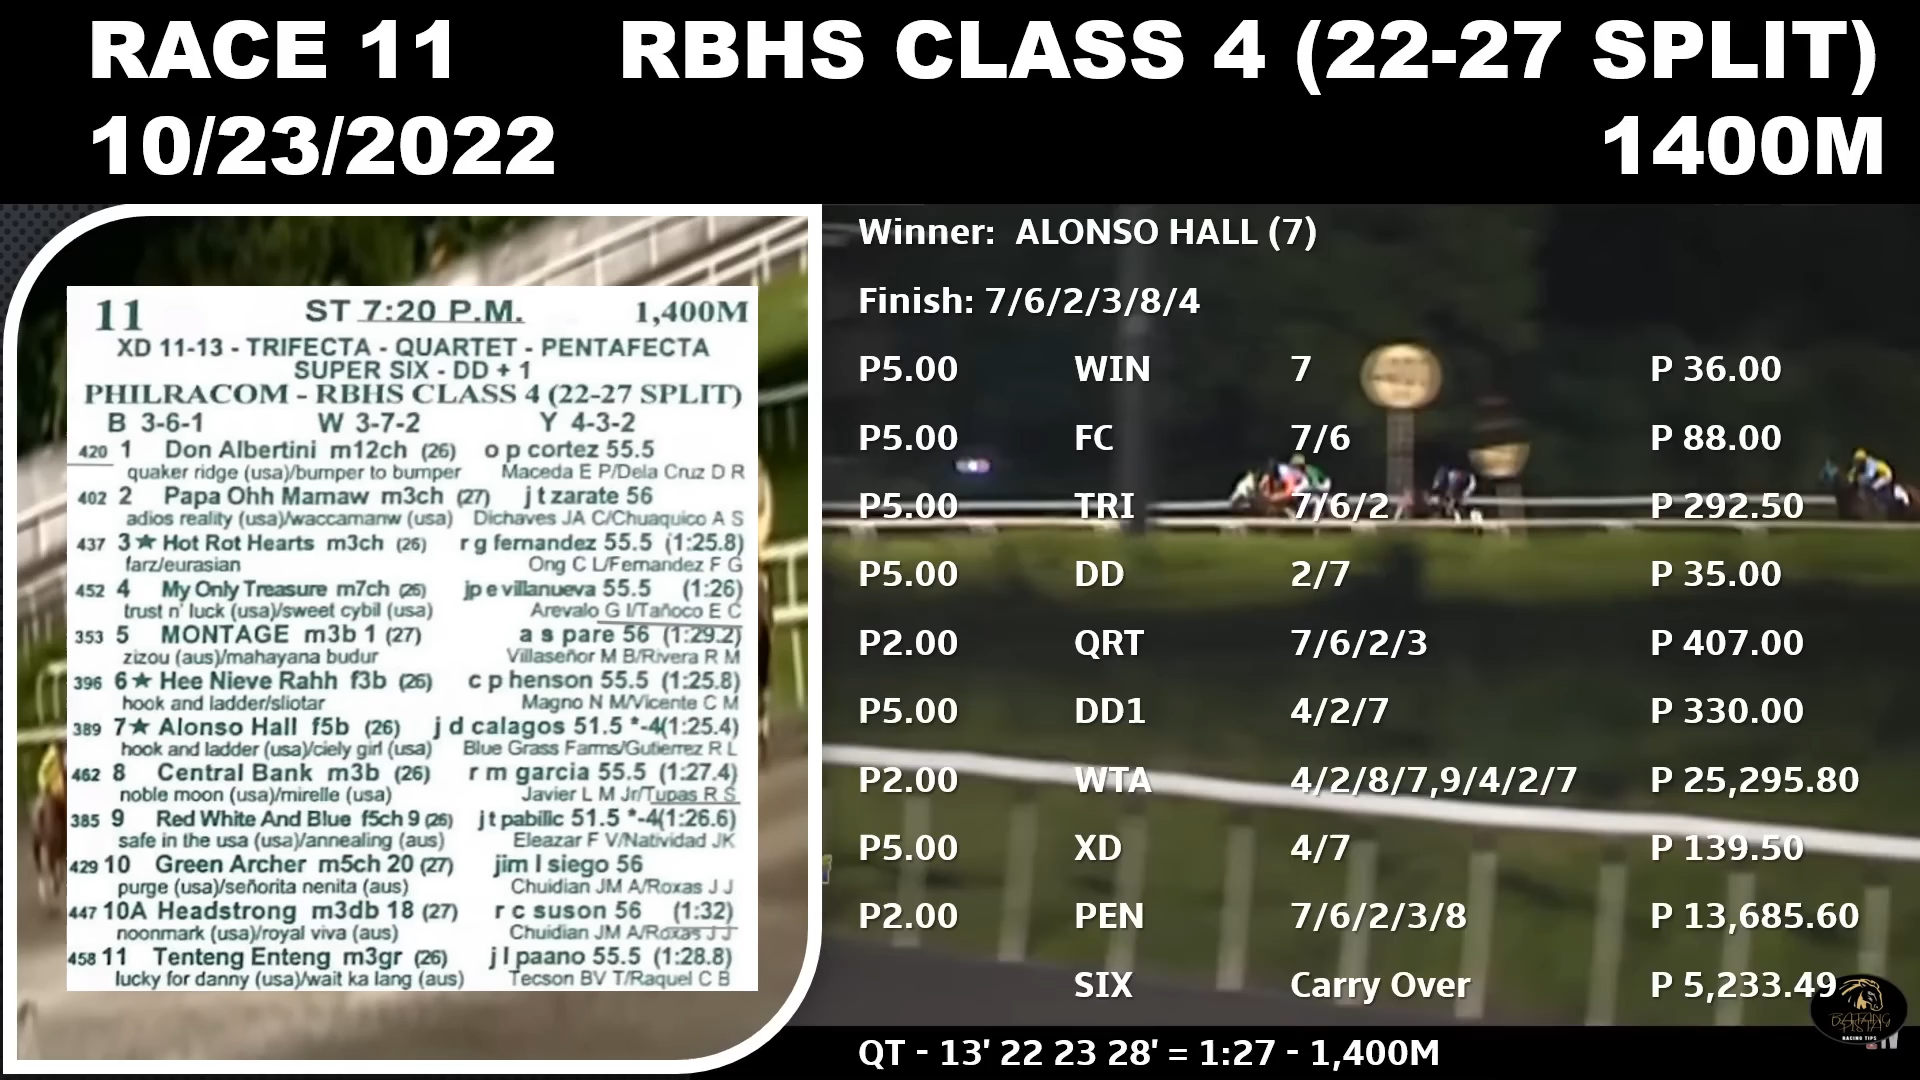 RACE 11 RBHS CLASS 4 (22-27 SPLIT)
10/23/2022 1400M
11 ST 7:20 P.M. 1,400M
XD 11-13 - TRIFECTA - QUARTET - PENTAFECTA
SUPER SIX - DD + 1
PHILRACOM - RBHS CLASS 4 (22-27 SPLIT)
B 3-6-1 W 3-7-2 Y 4-3-2
420 1 Don Albertini m12ch (26) o p cortez 55.5
quaker ridge (usa)/bumper to bumper Maceda E P/Dela Cruz D R
402 2 Papa Ohh Mamaw m3ch (27) j t zarate 56
adios reality (usa)/waccamanw (usa) Dichaves JA C/Chuaquico A S
437 3★ Hot Rot Hearts m3ch (26) r g fernandez 55.5 (1:25.8)
farz/eurasian Ong C L/Fernandez F G
452 4 My Only Treasure m7ch (26) jp e villanueva 55.5 (1:26)
trust n' luck (usa)/sweet cybil (usa) Arevalo G I/Tañoco E C
353 5 MONTAGE m3b 1 (27) a s pare 56 (1:29.2)
zizou (aus)/mahayana budur Villaseñor M B/Rivera R M
396 6★ Hee Nieve Rahh f3b (26) c p henson 55.5 (1:25.8)
hook and ladder/sliotar Magno N M/Vicente C M
389 7★ Alonso Hall f5b (26) j d calagos 51.5 *-4(1:25.4)
hook and ladder (usa)/ciely girl (usa) Blue Grass Farms/Gutierrez R L
462 8 Central Bank m3b (26) r m garcia 55.5 (1:27.4)
noble moon (usa)/mirelle (usa) Javier L M Jr/Tupas R S
385 9 Red White And Blue f5ch 9 (26) j t pabilic 51.5 *-4(1:26.6)
safe in the usa (usa)/annealing (aus) Eleazar F V/Natividad JK
429 10 Green Archer m5ch 20 (27) jim l siego 56
purge (usa)/señorita nenita (aus) Chuidian JM A/Roxas J J
447 10A Headstrong m3db 18 (27) r c suson 56 (1:32)
noonmark (usa)/royal viva (aus) Chuidian JM A/Roxas J J
458 11 Tenteng Enteng m3gr (26) j l paano 55.5 (1:28.8)
lucky for danny (usa)/wait ka lang (aus) Tecson BV T/Raquel C B
Winner: ALONSO HALL (7)
Finish: 7/6/2/3/8/4
P5.00 WIN 7 P 36.00
P5.00 FC 7/6 P 88.00
P5.00 TRI 7/6/2 P 292.50
P5.00 DD 2/7 P 35.00
P2.00 QRT 7/6/2/3 P 407.00
P5.00 DD1 4/2/7 P 330.00
P2.00 WTA 4/2/8/7,9/4/2/7 P 25,295.80
P5.00 XD 4/7 P 139.50
P2.00 PEN 7/6/2/3/8 P 13,685.60
SIX Carry Over P 5,233.49
BATANG
PISTA
RACING TIPS
QT - 13' 22 23 28' = 1:27 - 1,400M